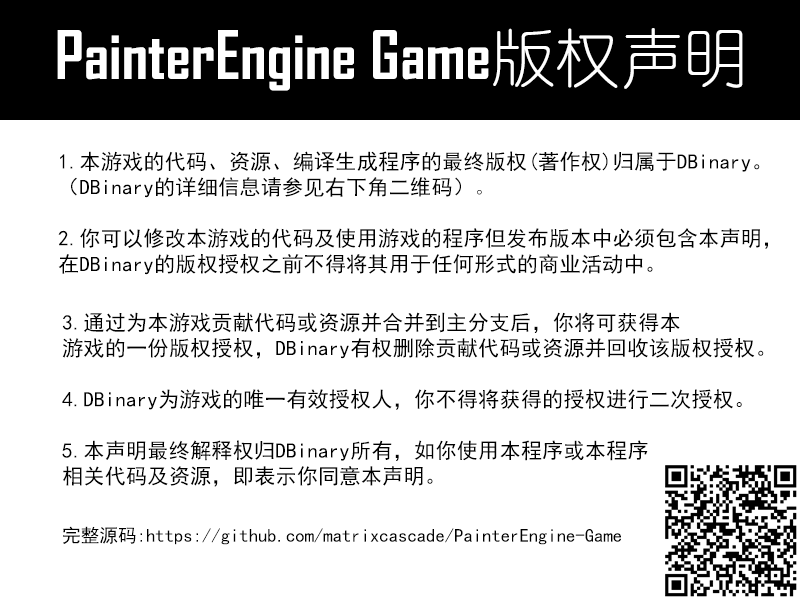 PainterEngine Game版权声明
1.本游戏的代码、资源、编译生成程序的最终版权(著作权)归属于DBinary。
（DBinary的详细信息请参见右下角二维码）。
2.你可以修改本游戏的代码及使用游戏的程序但发布版本中必须包含本声明，
在DBinary的版权授权之前不得将其用于任何形式的商业活动中。
3.通过为本游戏贡献代码或资源并合并到主分支后，你将可获得本
游戏的一份版权授权，DBinary有权删除贡献代码或资源并回收该版权授权。
4.DBinary为游戏的唯一有效授权人，你不得将获得的授权进行二次授权。
5.本声明最终解释权归DBinary所有，如你使用本程序或本程序
相关代码及资源，即表示你同意本声明。
完整源码:https://github.com/matrixcascade/PainterEngine-Game